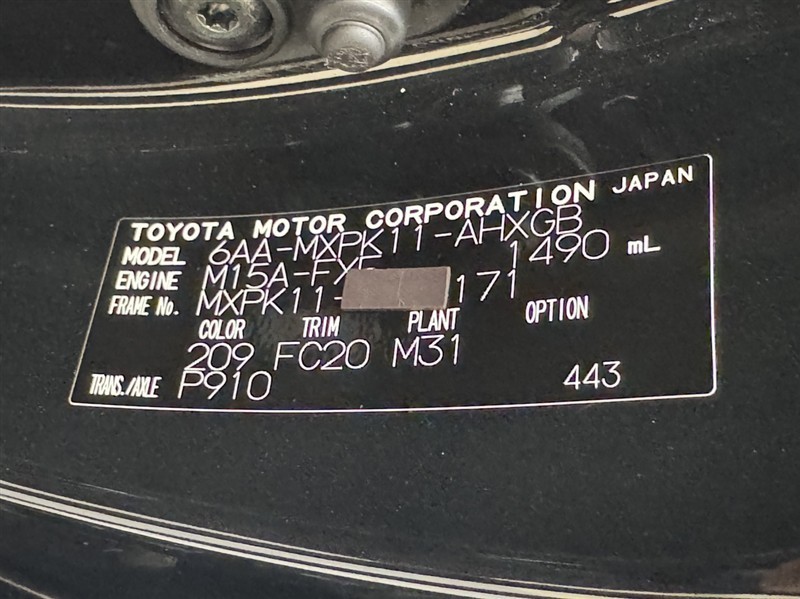 TOYOTA MOTOR CORPORATION JAPAN
MODEL 6AA-MXPK11-AHXGB
ENGINE M15A-FX 1490 mL
FRAME No. MXPK11- 171
COLOR TRIM PLANT OPTION
209 FC20 M31
TRANS./AXLE P910 443